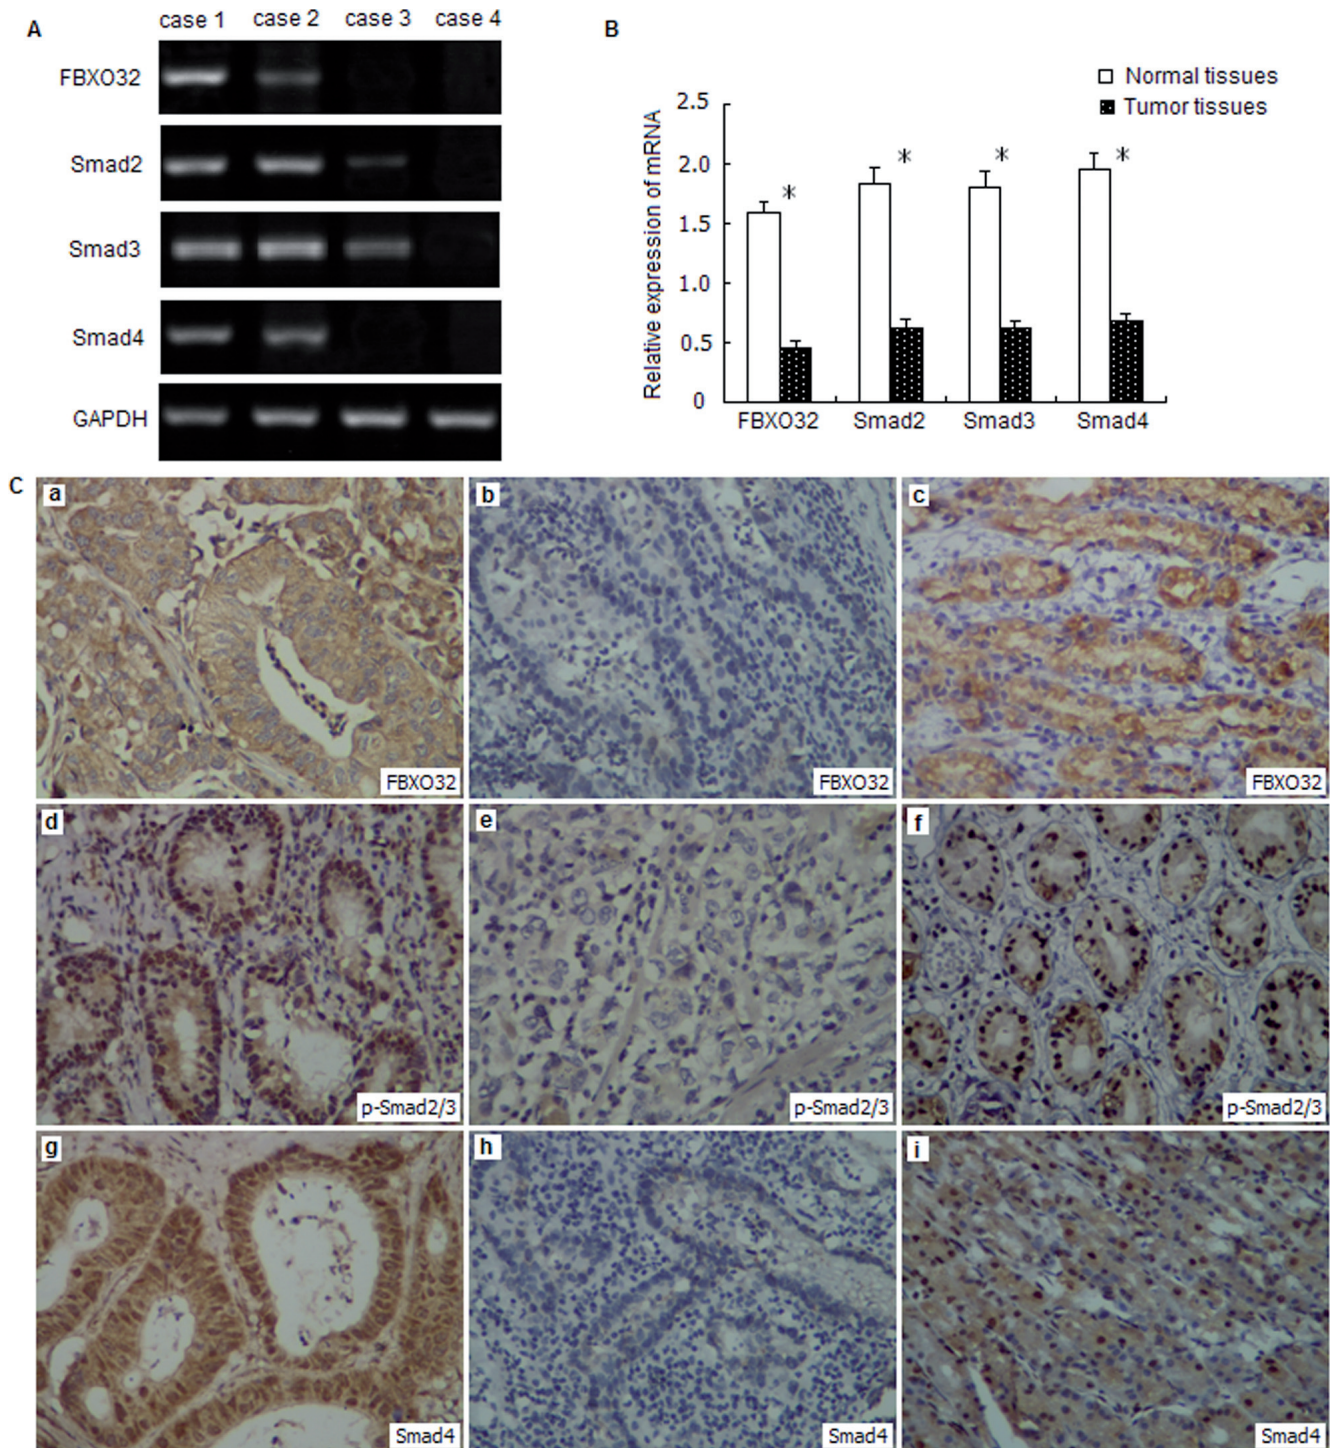 A
case 1 case 2 case 3 case 4
FBXO32
Smad2
Smad3
Smad4
GAPDH
B
Normal tissues
Tumor tissues
Relative expression of mRNA
2.5
2.0
1.5
1.0
0.5
0
* * * *
FBXO32 Smad2 Smad3 Smad4
C
a
FBXO32
b
FBXO32
c
FBXO32
d
p-Smad2/3
e
p-Smad2/3
f
p-Smad2/3
g
Smad4
h
Smad4
i
Smad4